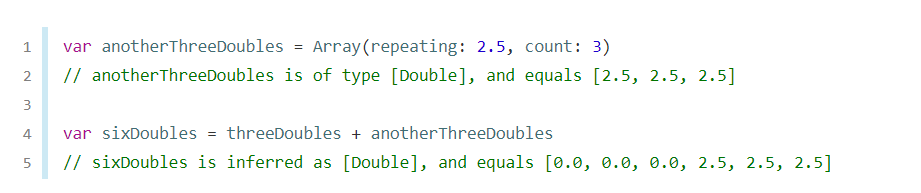 1 var anotherThreeDoubles = Array(repeating: 2.5, count: 3)
2 // anotherThreeDoubles is of type [Double], and equals [2.5, 2.5, 2.5]
3
4 var sixDoubles = threeDoubles + anotherThreeDoubles
5 // sixDoubles is inferred as [Double], and equals [0.0, 0.0, 0.0, 2.5, 2.5, 2.5]